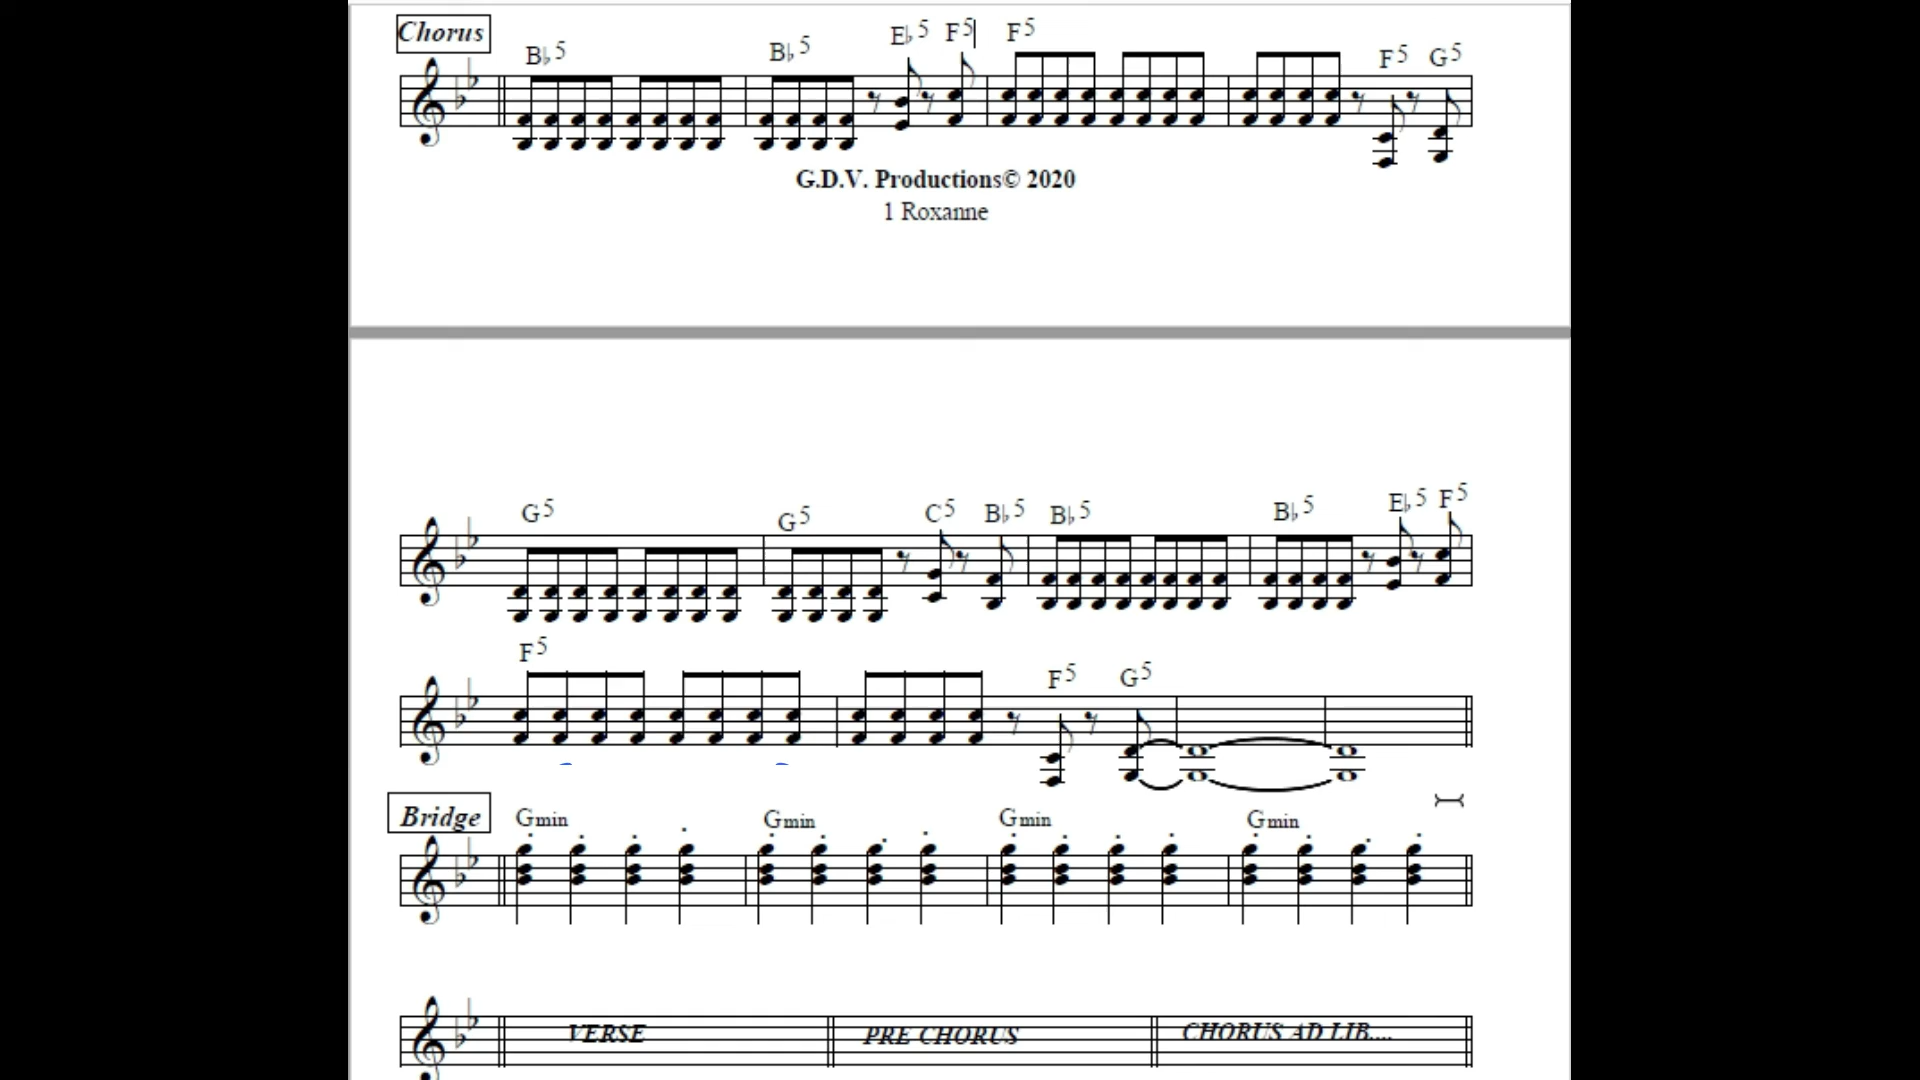 Chorus
B♭5 B♭5 E♭5 F5 F5 F5 G5
G.D.V. Productions© 2020
1 Roxanne
G5 G5 C5 B♭5 B♭5 B♭5 E♭5 F5
F5 F5 G5
Bridge Gmin Gmin Gmin Gmin
VERSE PRE CHORUS CHORUS AD LIB....